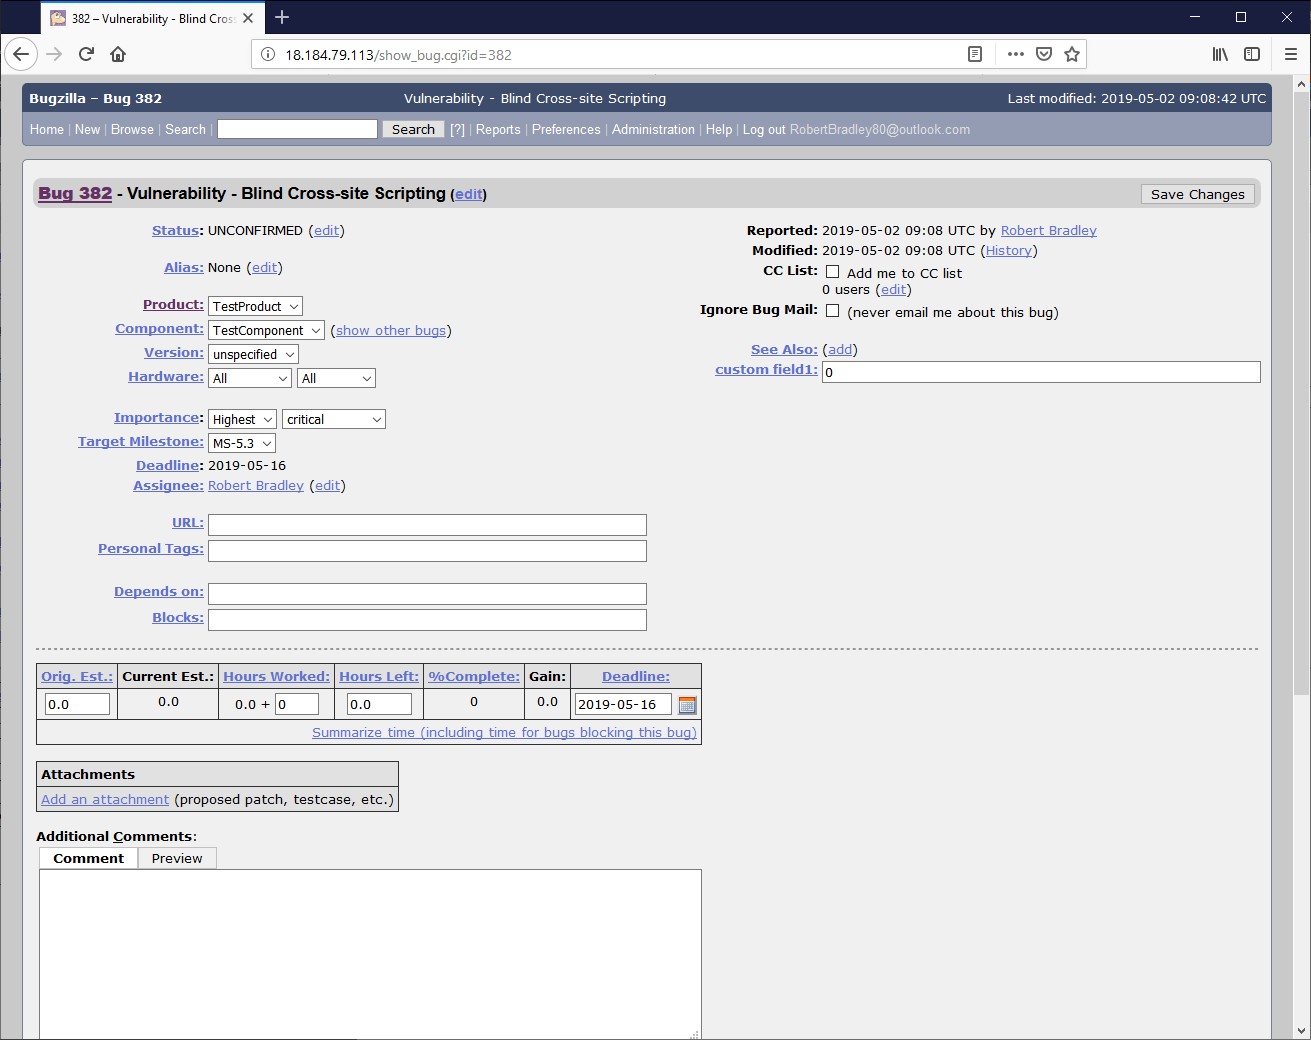 382 – Vulnerability - Blind Cross
18.184.79.113/show_bug.cgi?id=382
Bugzilla – Bug 382 Vulnerability - Blind Cross-site Scripting Last modified: 2019-05-02 09:08:42 UTC
Home | New | Browse | Search | Search [?] | Reports | Preferences | Administration | Help | Log out RobertBradley80@outlook.com
Bug 382 - Vulnerability - Blind Cross-site Scripting (edit) Save Changes
Status: UNCONFIRMED (edit)
Alias: None (edit)
Product: TestProduct
Component: TestComponent (show other bugs)
Version: unspecified
Hardware: All All
Importance: Highest critical
Target Milestone: MS-5.3
Deadline: 2019-05-16
Assignee: Robert Bradley (edit)
URL:
Personal Tags:
Depends on:
Blocks:
Reported: 2019-05-02 09:08 UTC by Robert Bradley
Modified: 2019-05-02 09:08 UTC (History)
CC List: Add me to CC list
0 users (edit)
Ignore Bug Mail: (never email me about this bug)
See Also: (add)
custom field1: 0
Orig. Est.: Current Est.: Hours Worked: Hours Left: %Complete: Gain: Deadline:
0.0 0.0 0.0 + 0 0.0 0 0.0 2019-05-16
Summarize time (including time for bugs blocking this bug)
Attachments
Add an attachment (proposed patch, testcase, etc.)
Additional Comments:
Comment Preview